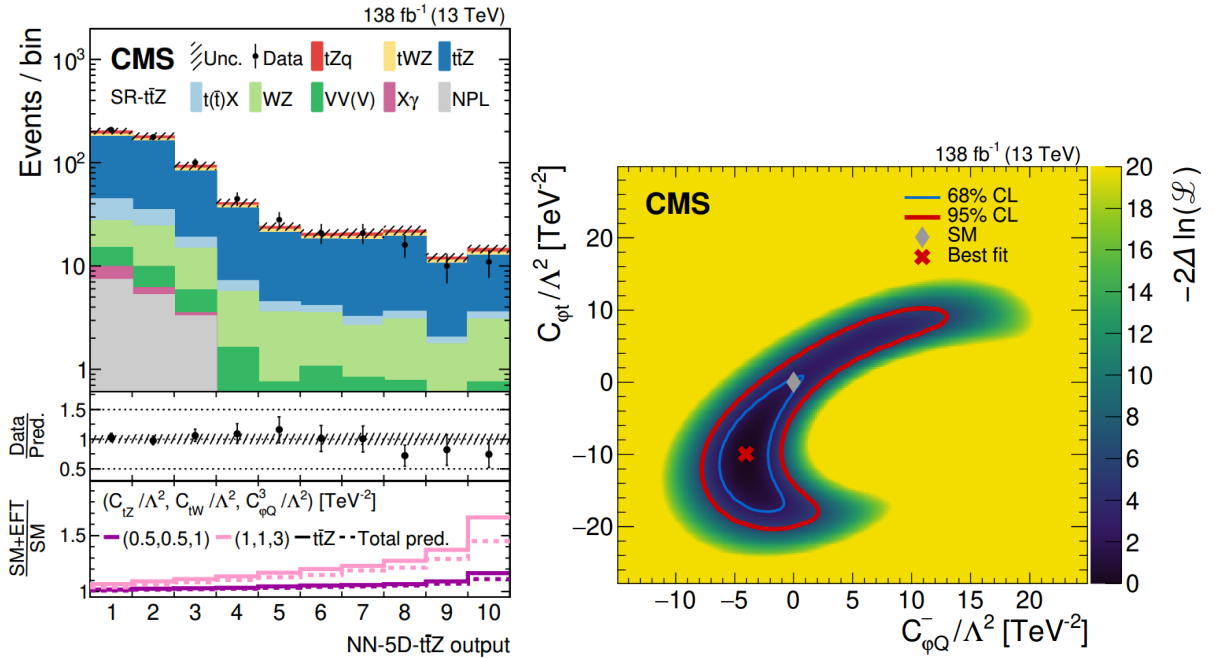 138 fb⁻¹ (13 TeV)
CMS Unc. Data tZq tWZ tt̄Z
SR-tt̄Z t(t̄)X WZ VV(V) Xγ NPL
Events / bin
10³
10²
10
1
Data
Pred.
1.5
1
0.5
SM+EFT
SM
(C_tZ/Λ², C_tW/Λ², C³_φQ/Λ²) [TeV⁻²]
(0.5,0.5,1) (1,1,3) tt̄Z Total pred.
1.5
1
1 2 3 4 5 6 7 8 9 10
NN-5D-tt̄Z output
138 fb⁻¹ (13 TeV)
CMS
68% CL
95% CL
SM
Best fit
C_φt/Λ² [TeV⁻²]
20
10
0
−10
−20
−10 −5 0 5 10 15 20
C⁻_φQ/Λ² [TeV⁻²]
20
18
16
14
12
10
8
6
4
2
0
−2Δ ln(ℒ)